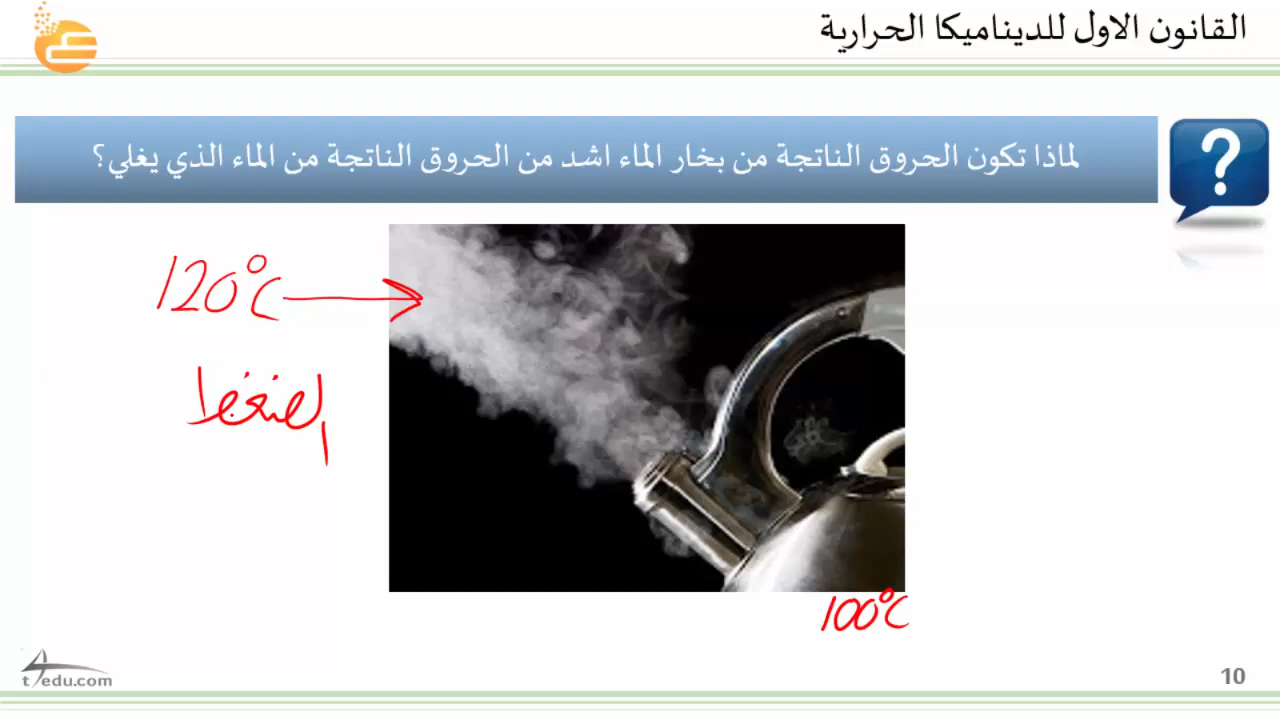 القانون الاول للديناميكا الحرارية
لماذا تكون الحروق الناتجة من بخار الماء اشد من الحروق الناتجة من الماء الذي يغلي؟
?
120°C
الضغط
100°C
t4edu.com
10